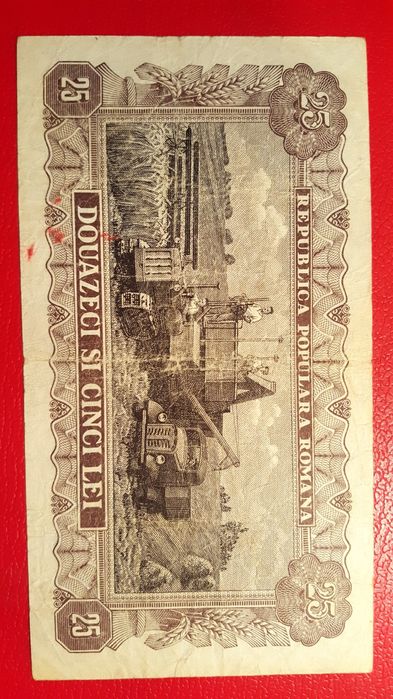 25 REPUBLICA POPULARA ROMANA 25
25 DOUAZECI SI CINCI LEI 25